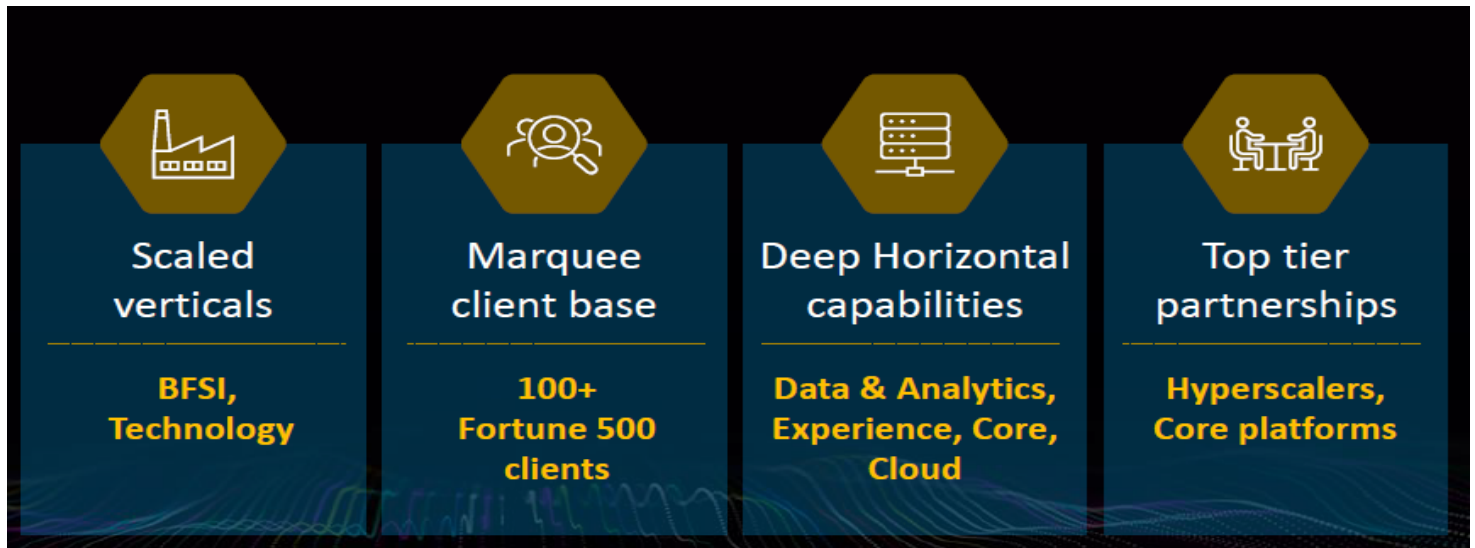 Scaled
verticals
BFSI,
Technology
Marquee
client base
100+
Fortune 500
clients
Deep Horizontal
capabilities
Data & Analytics,
Experience, Core,
Cloud
Top tier
partnerships
Hyperscalers,
Core platforms